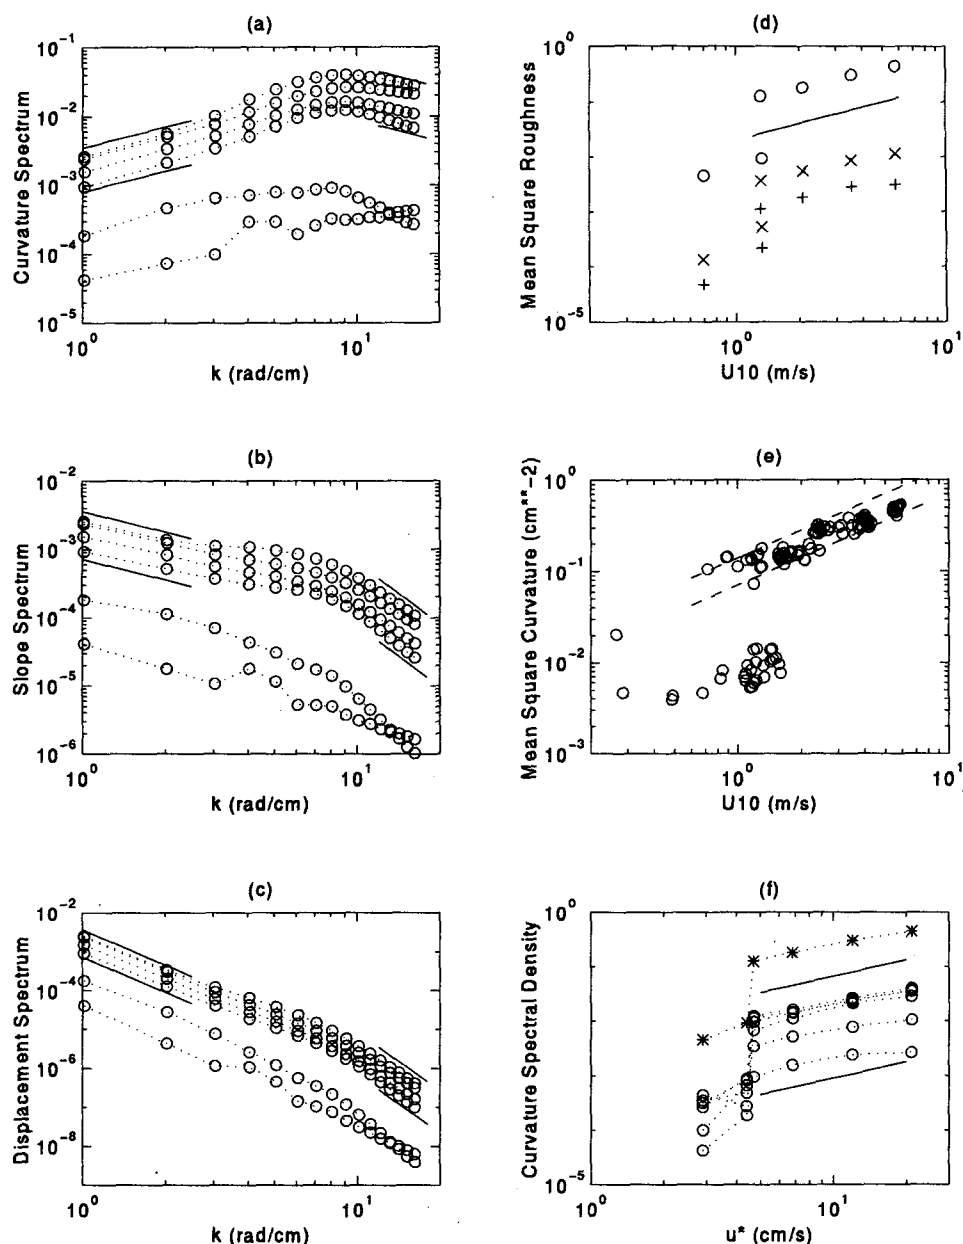 (a)
10^-1
10^-2
10^-3
10^-4
10^-5
10^0
10^1
Curvature Spectrum
k (rad/cm)
(d)
10^0
10^-5
10^0
10^1
Mean Square Roughness
U10 (m/s)
(b)
10^-2
10^-3
10^-4
10^-5
10^-6
10^0
10^1
Slope Spectrum
k (rad/cm)
(e)
10^0
10^-1
10^-2
10^-3
10^0
10^1
Mean Square Curvature (cm**-2)
U10 (m/s)
(c)
10^-2
10^-4
10^-6
10^-8
10^0
10^1
Displacement Spectrum
k (rad/cm)
(f)
10^0
10^-5
10^0
10^1
Curvature Spectral Density
u* (cm/s)